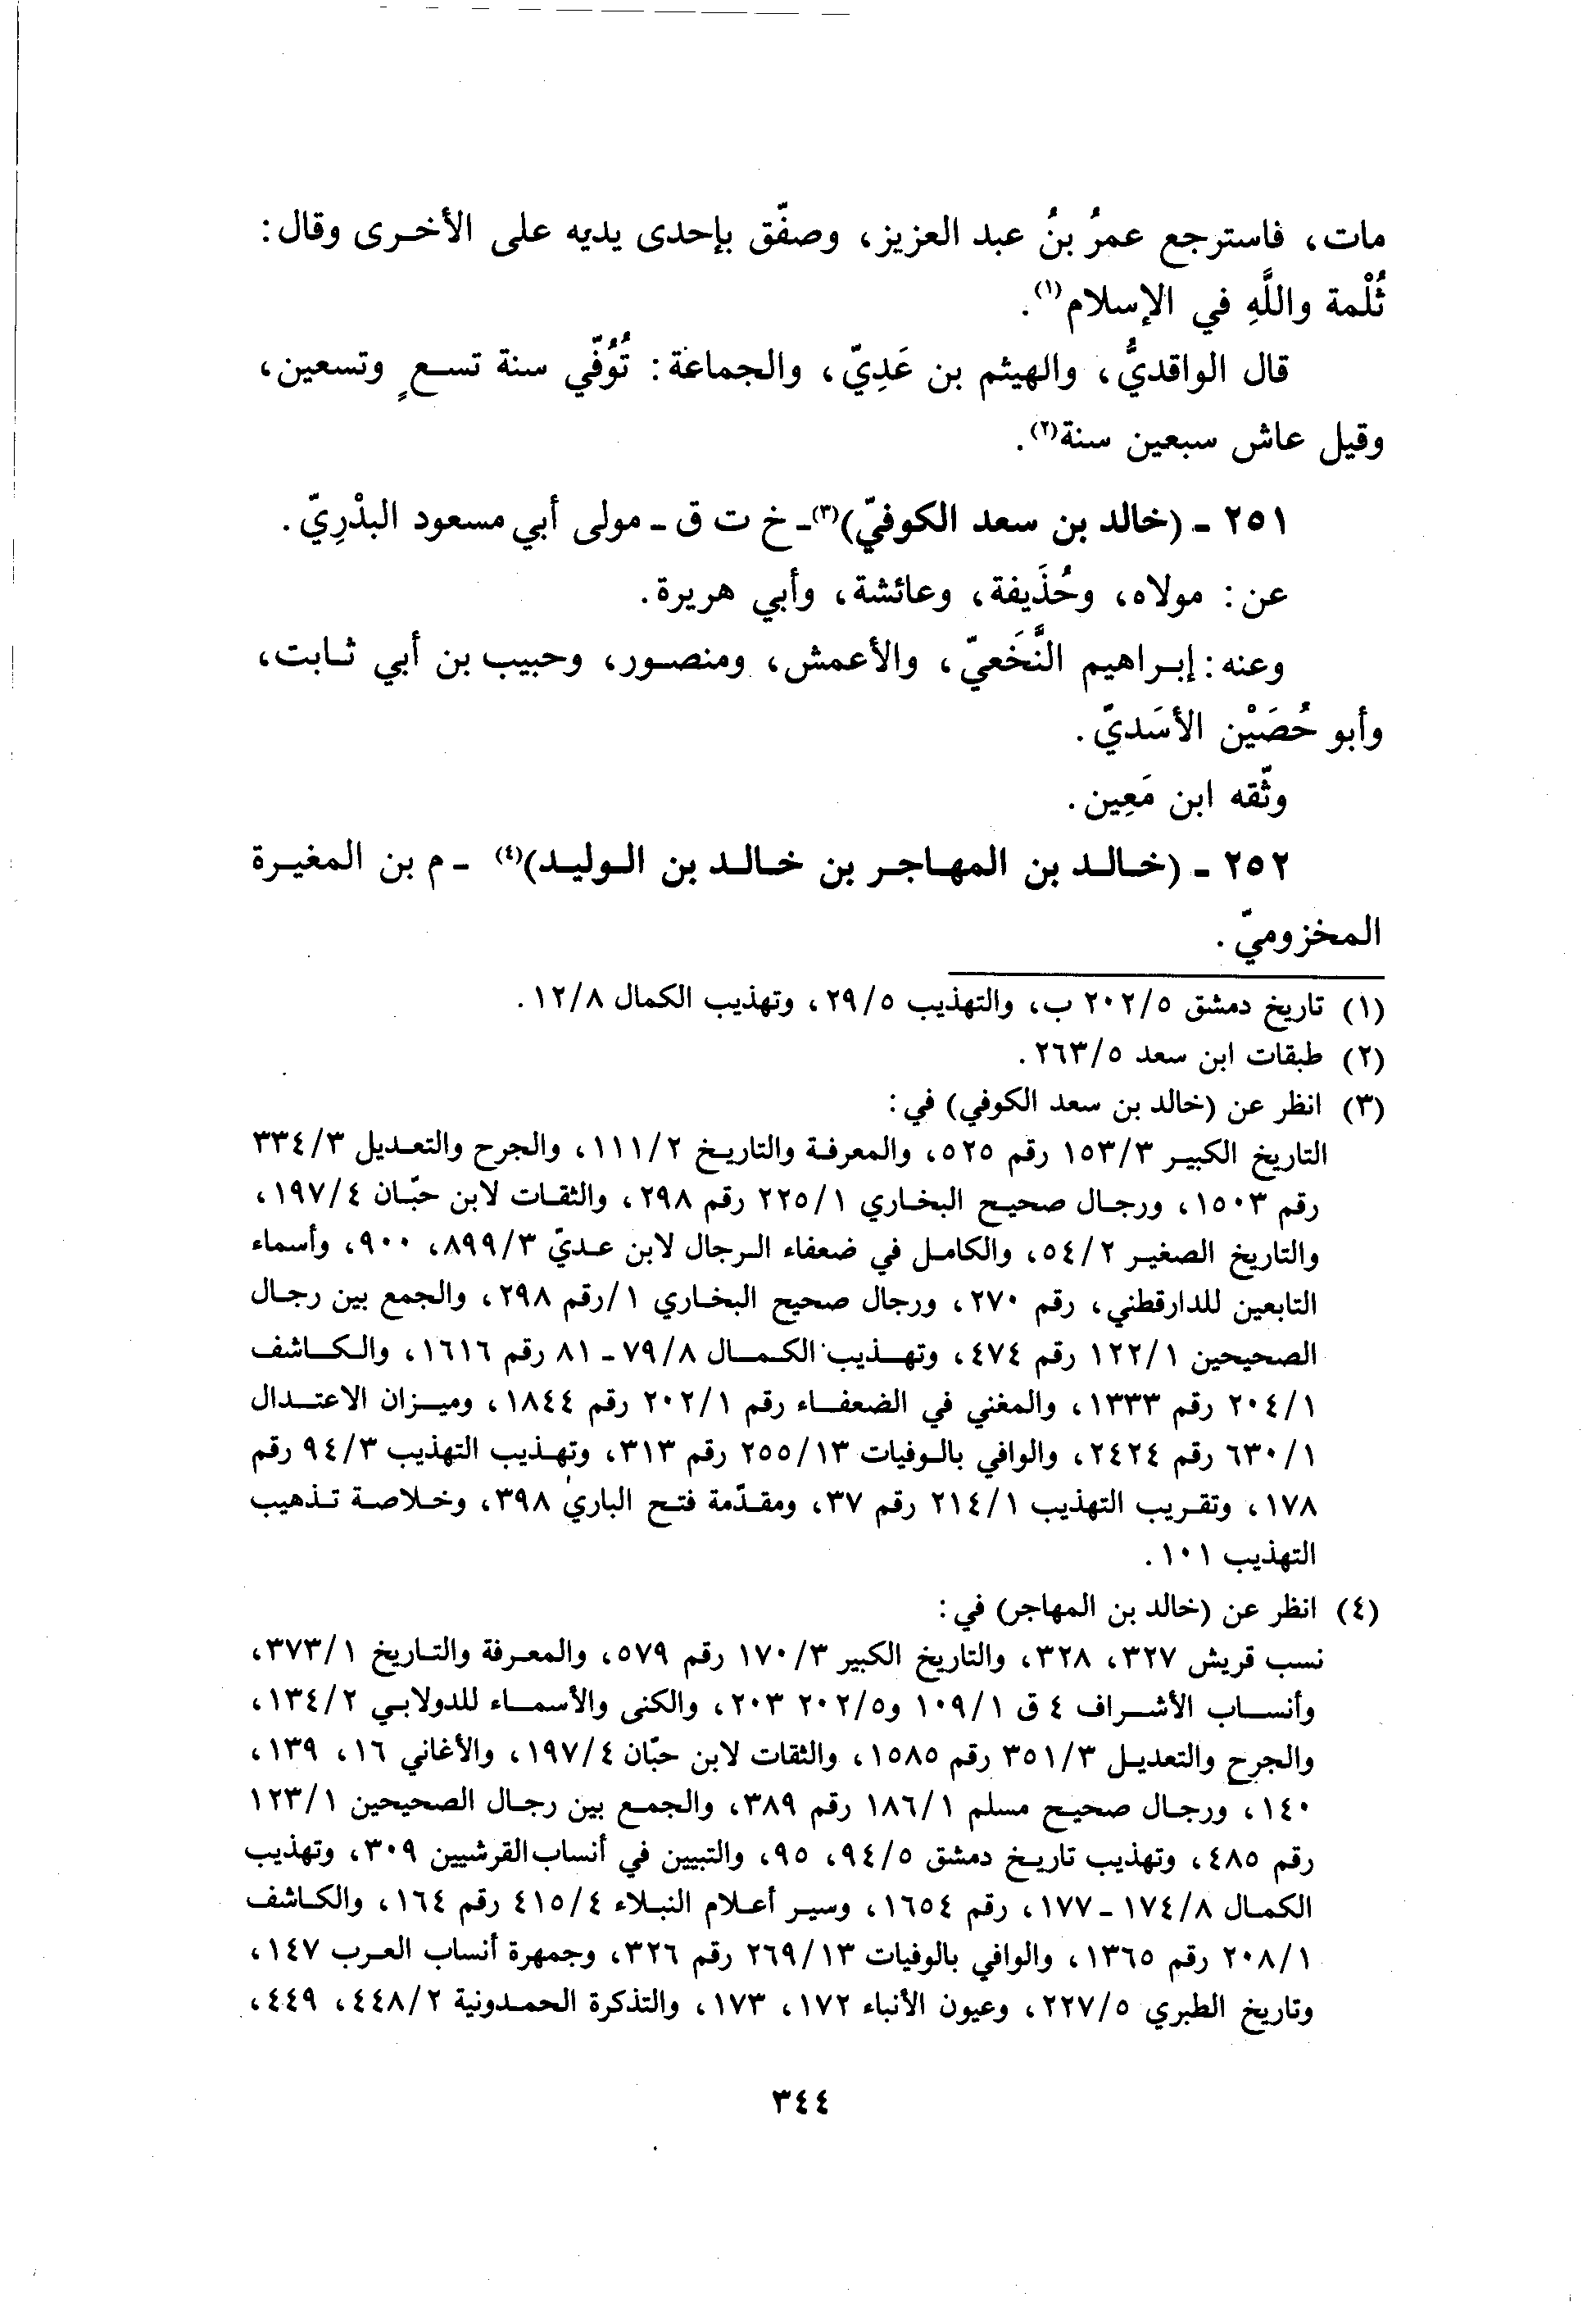 مات، فاسترجع عمرُ بنُ عبد العزيز، وصفّق بإحدى يديه على الأخرى وقال:
ثُلْمة واللَّهِ في الإسلام(١).
قال الواقديُّ، والهيثم بن عَدِيّ، والجماعة: تُوُفّي سنة تسعٍ وتسعين،
وقيل عاش سبعين سنة(٢).
٢٥١ ـ (خالد بن سعد الكوفيّ)(٣)ـ خ ت ق ـ مولى أبي مسعود البدْرِيّ.
عن: مولاه، وحُذَيفة، وعائشة، وأبي هريرة.
وعنه: إبراهيم النَّخَعيّ، والأعمش، ومنصور، وحبيب بن أبي ثابت،
وأبو حُصَيْن الأسَديّ.
وثّقه ابن مَعِين.
٢٥٢ ـ (خالد بن المهاجر بن خالد بن الوليد)(٤) ـ م بن المغيرة
المخزوميّ.
(١) تاريخ دمشق ٢٠٢/٥ ب، والتهذيب ٢٩/٥، وتهذيب الكمال ١٢/٨.
(٢) طبقات ابن سعد ٢٦٣/٥.
(٣) انظر عن (خالد بن سعد الكوفي) في:
التاريخ الكبير ١٥٣/٣ رقم ٥٢٥، والمعرفة والتاريخ ١١١/٢، والجرح والتعديل ٣٣٤/٣
رقم ١٥٠٣، ورجال صحيح البخاري ٢٢٥/١ رقم ٢٩٨، والثقات لابن حبّان ١٩٧/٤،
والتاريخ الصغير ٥٤/٢، والكامل في ضعفاء الرجال لابن عديّ ٨٩٩/٣، ٩٠٠، وأسماء
التابعين للدارقطني، رقم ٢٧٠، ورجال صحيح البخاري ١/رقم ٢٩٨، والجمع بين رجال
الصحيحين ١٢٢/١ رقم ٤٧٤، وتهذيب الكمال ٧٩/٨ ـ ٨١ رقم ١٦١٦، والكاشف
٢٠٤/١ رقم ١٣٣٣، والمغني في الضعفاء رقم ٢٠٢/١ رقم ١٨٤٤، وميزان الاعتدال
٦٣٠/١ رقم ٢٤٢٤، والوافي بالوفيات ٢٥٥/١٣ رقم ٣١٣، وتهذيب التهذيب ٩٤/٣ رقم
١٧٨، وتقريب التهذيب ٢١٤/١ رقم ٣٧، ومقدّمة فتح الباري ٣٩٨، وخلاصة تذهيب
التهذيب ١٠١.
(٤) انظر عن (خالد بن المهاجر) في:
نسب قريش ٣٢٧، ٣٢٨، والتاريخ الكبير ١٧٠/٣ رقم ٥٧٩، والمعرفة والتاريخ ٣٧٣/١،
وأنساب الأشراف ٤ ق ١٠٩/١ و٢٠٢/٥ ٢٠٣، والكنى والأسماء للدولابي ١٣٤/٢،
والجرح والتعديل ٣٥١/٣ رقم ١٥٨٥، والثقات لابن حبّان ١٩٧/٤، والأغاني ١٦، ١٣٩،
١٤٠، ورجال صحيح مسلم ١٨٦/١ رقم ٣٨٩، والجمع بين رجال الصحيحين ١٢٣/١
رقم ٤٨٥، وتهذيب تاريخ دمشق ٩٤/٥، ٩٥، والتبيين في أنساب القرشيين ٣٠٩، وتهذيب
الكمال ١٧٤/٨ ـ ١٧٧، رقم ١٦٥٤، وسير أعلام النبلاء ٤١٥/٤ رقم ١٦٤، والكاشف
٢٠٨/١ رقم ١٣٦٥، والوافي بالوفيات ٢٦٩/١٣ رقم ٣٢٦، وجمهرة أنساب العرب ١٤٧،
وتاريخ الطبري ٢٢٧/٥، وعيون الأنباء ١٧٢، ١٧٣، والتذكرة الحمدونية ٤٤٨/٢، ٤٤٩،
٣٤٤